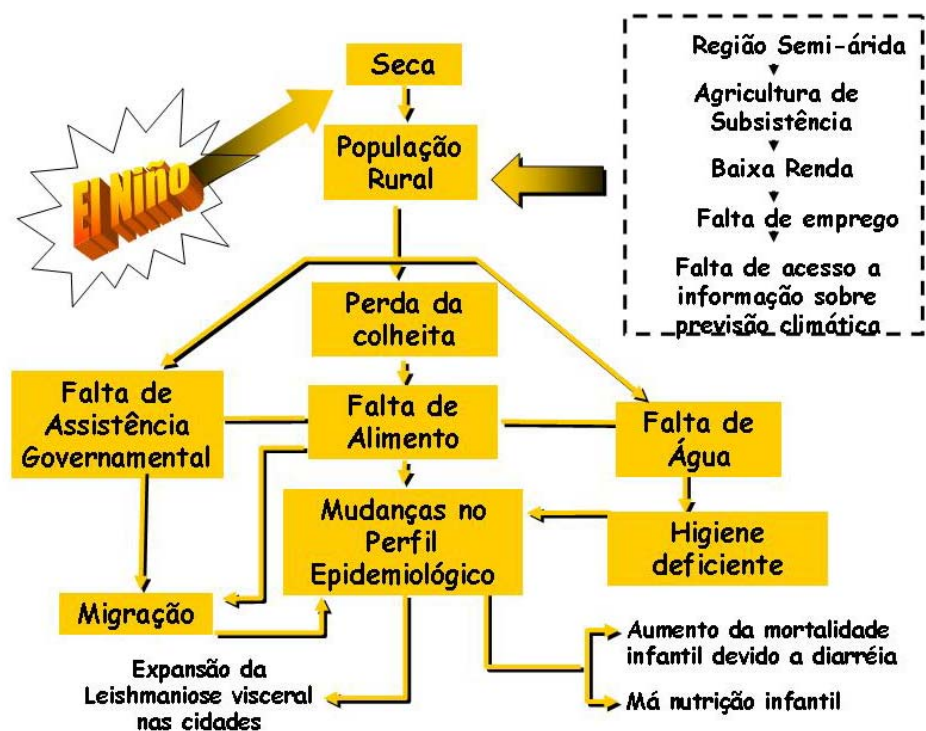 Seca
El Niño
População
Rural
Região Semi-árida
Agricultura de
Subsistência
Baixa Renda
Falta de emprego
Falta de acesso a
informação sobre
previsão climática
Perda da
colheita
Falta de
Assistência
Governamental
Falta de
Alimento
Falta de
Água
Mudanças no
Perfil
Epidemiológico
Higiene
deficiente
Migração
Expansão da
Leishmaniose visceral
nas cidades
Aumento da mortalidade
infantil devido a diarréia
Má nutrição infantil